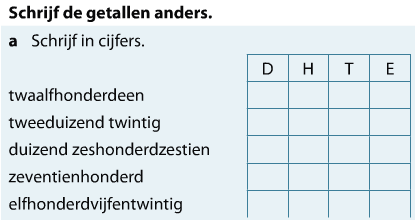 Schrijf de getallen anders.
a Schrijf in cijfers.
D H T E
twaalfhonderdeen
tweeduizend twintig
duizend zeshonderdzestien
zeventienhonderd
elfhonderdvijfentwintig